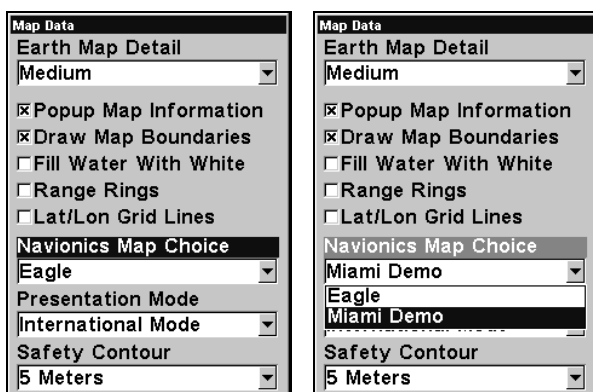 Map Data
Earth Map Detail
Medium
Popup Map Information
Draw Map Boundaries
Fill Water With White
Range Rings
Lat/Lon Grid Lines
Navionics Map Choice
Eagle
Presentation Mode
International Mode
Safety Contour
5 Meters
Map Data
Earth Map Detail
Medium
Popup Map Information
Draw Map Boundaries
Fill Water With White
Range Rings
Lat/Lon Grid Lines
Navionics Map Choice
Miami Demo
Eagle
Miami Demo
Safety Contour
5 Meters